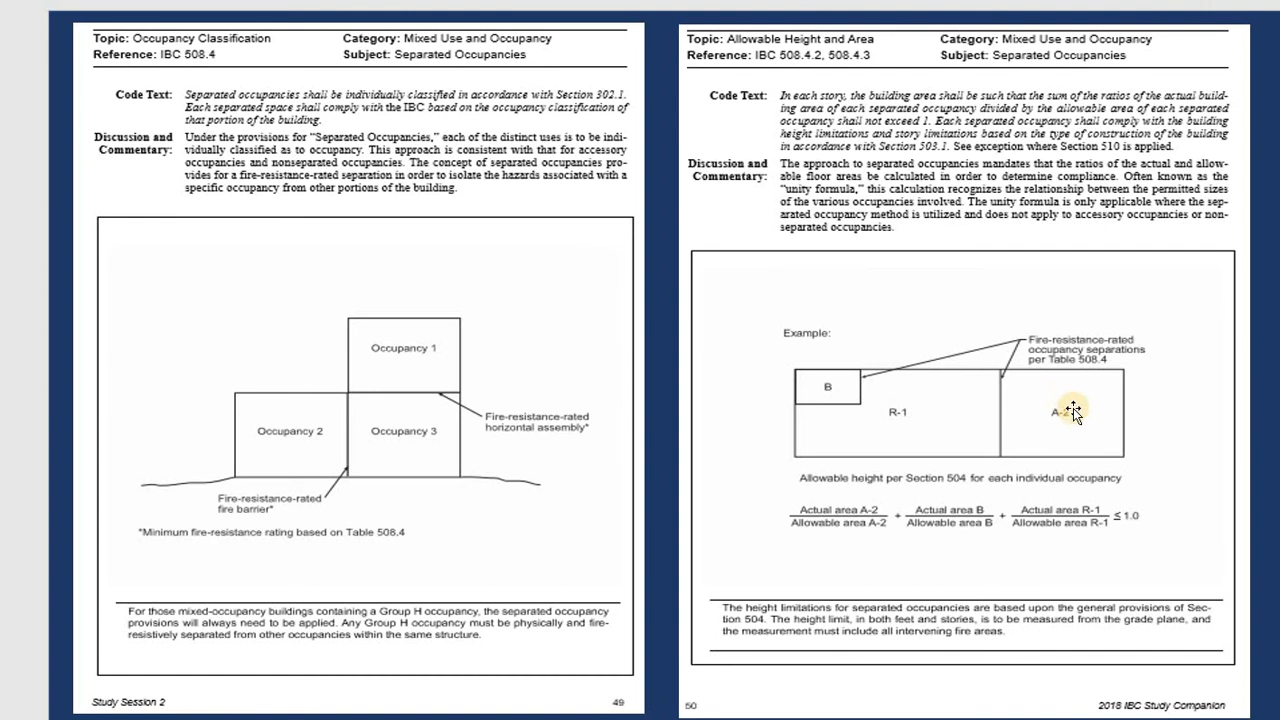 Topic: Occupancy Classification Category: Mixed Use and Occupancy
Reference: IBC 508.4 Subject: Separated Occupancies
Code Text: Separated occupancies shall be individually classified in accordance with Section 302.1.
Each separated space shall comply with the IBC based on the occupancy classification of
that portion of the building.
Discussion and Under the provisions for “Separated Occupancies,” each of the distinct uses is to be indi-
Commentary: vidually classified as to occupancy. This approach is consistent with that for accessory
occupancies and nonseparated occupancies. The concept of separated occupancies pro-
vides for a fire-resistance-rated separation in order to isolate the hazards associated with a
specific occupancy from other portions of the building.
Occupancy 1
Occupancy 2 Occupancy 3
Fire-resistance-rated
horizontal assembly*
Fire-resistance-rated
fire barrier*
*Minimum fire-resistance rating based on Table 508.4
For those mixed-occupancy buildings containing a Group H occupancy, the separated occupancy
provisions will always need to be applied. Any Group H occupancy must be physically and fire-
resistively separated from other occupancies within the same structure.
Study Session 2 49
Topic: Allowable Height and Area Category: Mixed Use and Occupancy
Reference: IBC 508.4.2, 508.4.3 Subject: Separated Occupancies
Code Text: In each story, the building area shall be such that the sum of the ratios of the actual build-
ing area of each separated occupancy divided by the allowable area of each separated
occupancy shall not exceed 1. Each separated occupancy shall comply with the building
height limitations and story limitations based on the type of construction of the building
in accordance with Section 503.1. See exception where Section 510 is applied.
Discussion and The approach to separated occupancies mandates that the ratios of the actual and allow-
Commentary: able floor areas be calculated in order to determine compliance. Often known as the
“unity formula,” this calculation recognizes the relationship between the permitted sizes
of the various occupancies involved. The unity formula is only applicable where the sep-
arated occupancy method is utilized and does not apply to accessory occupancies or non-
separated occupancies.
Example:
Fire-resistance-rated
occupancy separations
per Table 508.4
B
R-1 A-2
Allowable height per Section 504 for each individual occupancy
Actual area A-2 Actual area B Actual area R-1
+ + ≤ 1.0
Allowable area A-2 Allowable area B Allowable area R-1
The height limitations for separated occupancies are based upon the general provisions of Sec-
tion 504. The height limit, in both feet and stories, is to be measured from the grade plane, and
the measurement must include all intervening fire areas.
50 2018 IBC Study Companion